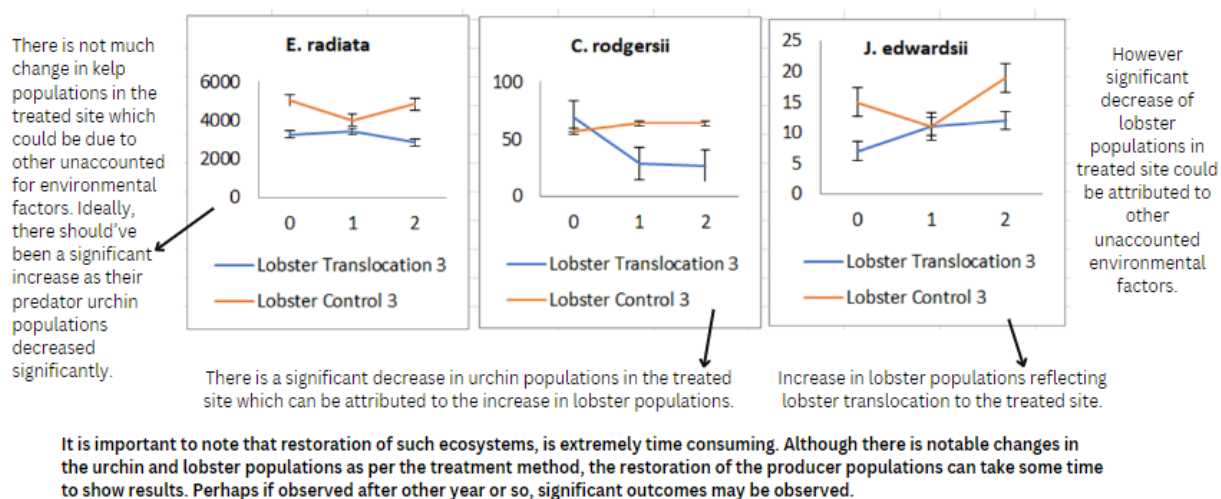 There is not much
change in kelp
populations in the
treated site which
could be due to
other unaccounted
for environmental
factors. Ideally,
there should've
been a significant
increase as their
predator urchin
populations
decreased
significantly.
E. radiata
6000
4000
2000
0
0 1 2
Lobster Translocation 3
Lobster Control 3
C. rodgersii
100
50
0
0 1 2
Lobster Translocation 3
Lobster Control 3
J. edwardsii
25
20
15
10
5
0
0 1 2
Lobster Translocation 3
Lobster Control 3
However
significant
decrease of
lobster
populations in
treated site could
be attributed to
other
unaccounted
environmental
factors.
There is a significant decrease in urchin populations in the treated
site which can be attributed to the increase in lobster populations.
Increase in lobster populations reflecting
lobster translocation to the treated site.
It is important to note that restoration of such ecosystems, is extremely time consuming. Although there is notable changes in
the urchin and lobster populations as per the treatment method, the restoration of the producer populations can take some time
to show results. Perhaps if observed after other year or so, significant outcomes may be observed.